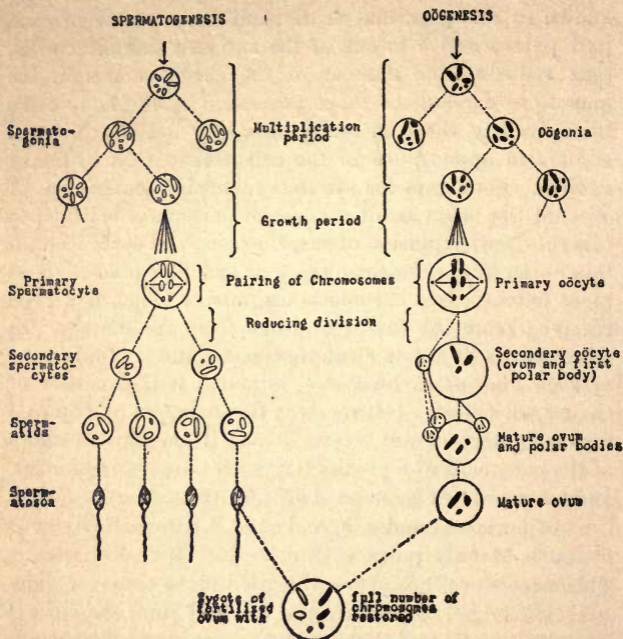 SPERMATOGENESIS
OÖGENESIS
Spermato-
gonia
Multiplication
period
Oögonia
Growth period
Primary
Spermatocyte
Pairing of Chromosomes
Primary oöcyte
Reducing division
Secondary
spermato-
cytes
Secondary oöcyte
(ovum and first
polar body)
Sperm-
atids
Mature ovum
and polar bodies
Sperm-
atozoa
Mature ovum
Zygote of
fertilized
ovum with
full number of
chromosomes
restored